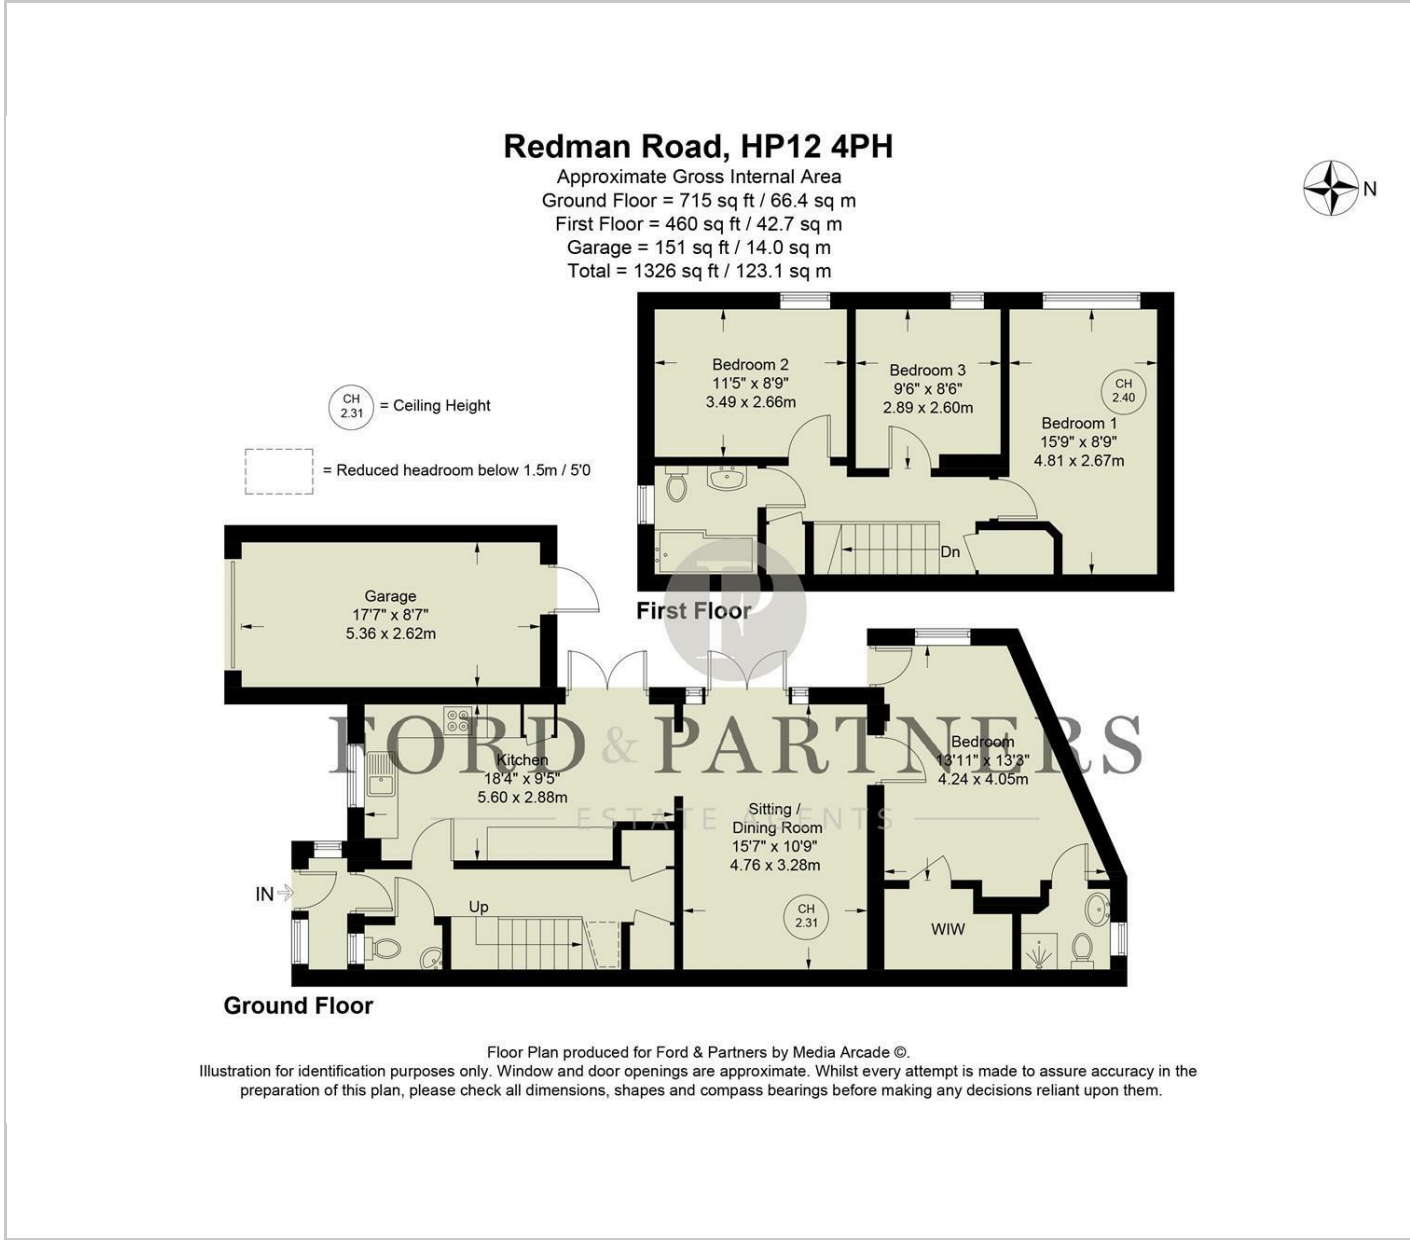 Redman Road, HP12 4PH
Approximate Gross Internal Area
Ground Floor = 715 sq ft / 66.4 sq m
First Floor = 460 sq ft / 42.7 sq m
Garage = 151 sq ft / 14.0 sq m
Total = 1326 sq ft / 123.1 sq m
N
CH
2.31
= Ceiling Height
= Reduced headroom below 1.5m / 5'0
Bedroom 2
11'5" x 8'9"
3.49 x 2.66m
Bedroom 3
9'6" x 8'6"
2.89 x 2.60m
CH
2.40
Bedroom 1
15'9" x 8'9"
4.81 x 2.67m
Dn
First Floor
Garage
17'7" x 8'7"
5.36 x 2.62m
P
FORD & PARTNERS
ESTATE AGENTS
Kitchen
18'4" x 9'5"
5.60 x 2.88m
Sitting /
Dining Room
15'7" x 10'9"
4.76 x 3.28m
CH
2.31
Bedroom
13'11" x 13'3"
4.24 x 4.05m
IN
Up
WIW
Ground Floor
Floor Plan produced for Ford & Partners by Media Arcade ©.
Illustration for identification purposes only. Window and door openings are approximate. Whilst every attempt is made to assure accuracy in the
preparation of this plan, please check all dimensions, shapes and compass bearings before making any decisions reliant upon them.